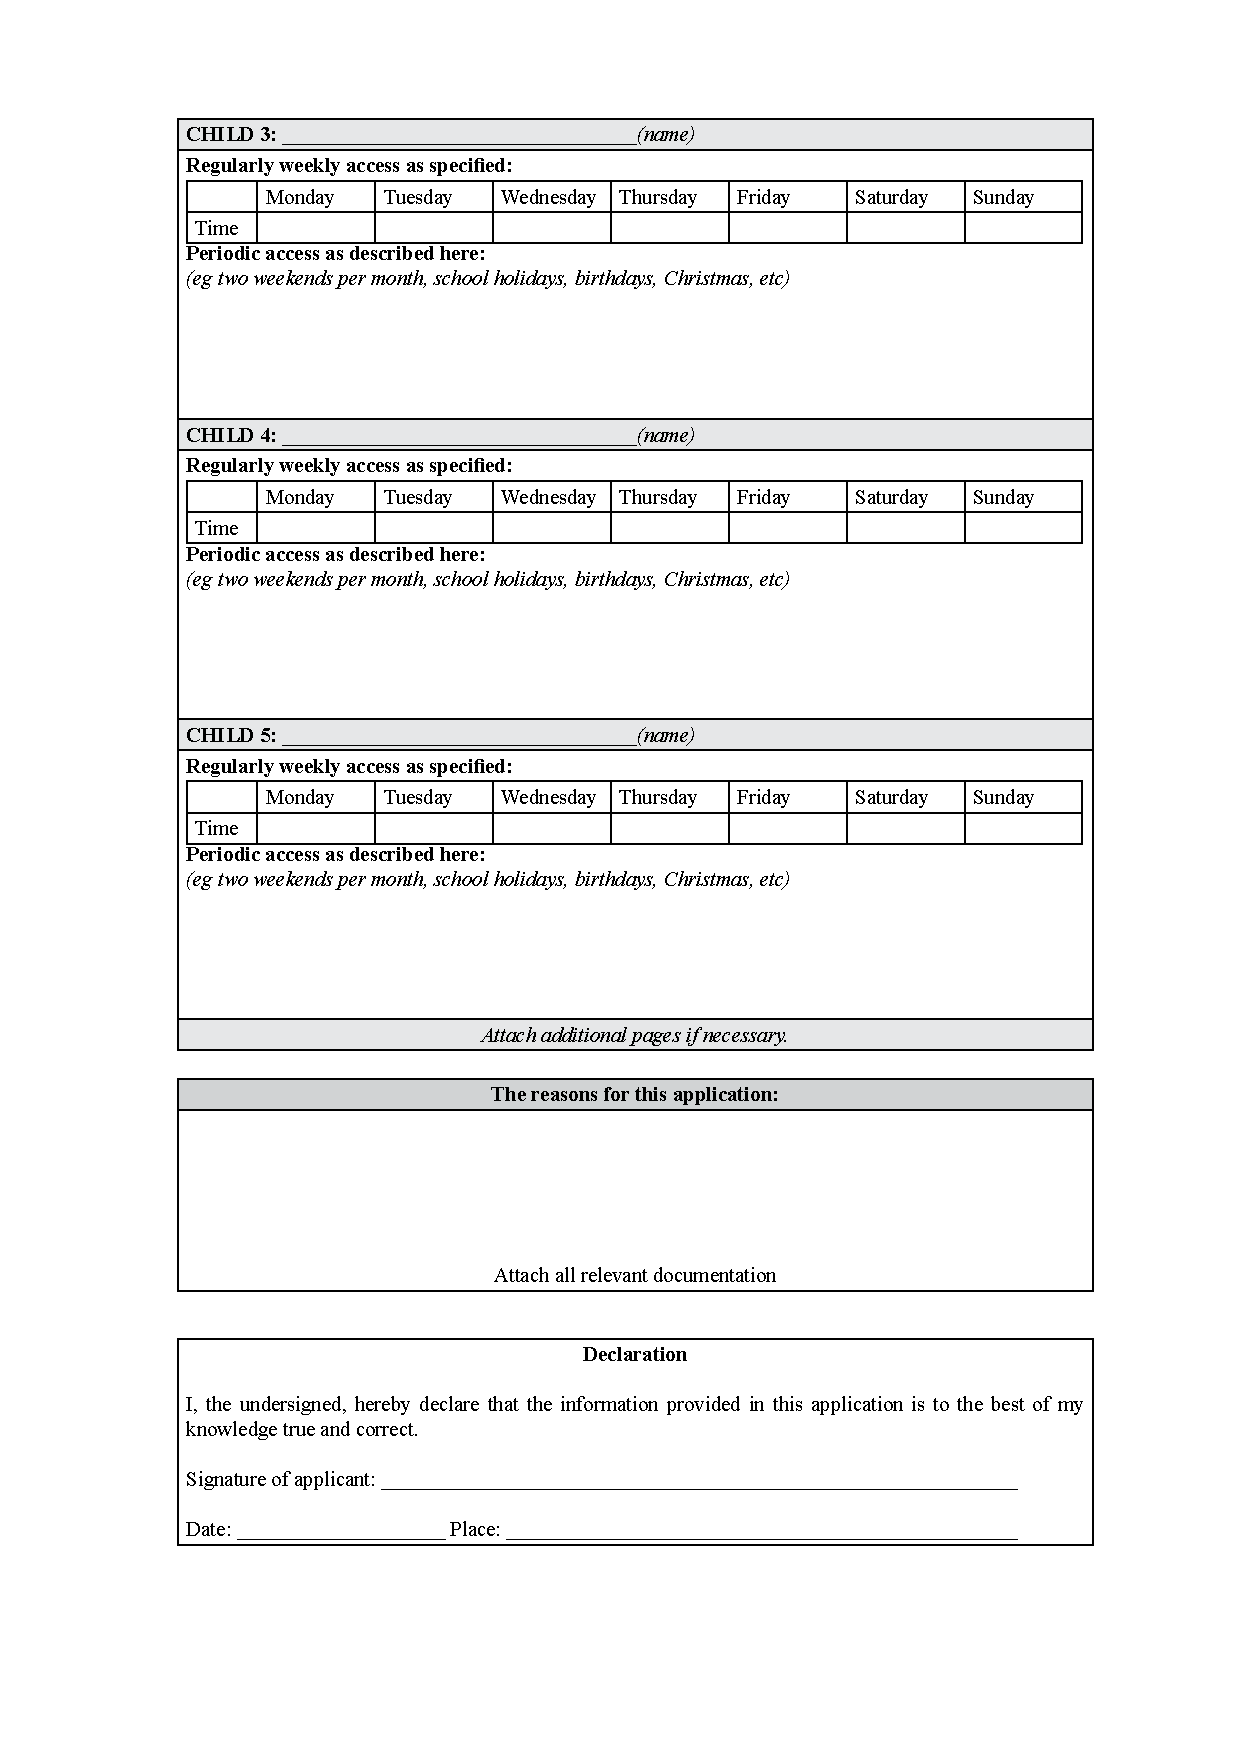 CHILD 3: __________________________________(name)
Regularly weekly access as specified:
Monday Tuesday Wednesday Thursday Friday Saturday Sunday
Time
Periodic access as described here:
(eg two weekends per month, school holidays, birthdays, Christmas, etc)
CHILD 4: __________________________________(name)
Regularly weekly access as specified:
Monday Tuesday Wednesday Thursday Friday Saturday Sunday
Time
Periodic access as described here:
(eg two weekends per month, school holidays, birthdays, Christmas, etc)
CHILD 5: __________________________________(name)
Regularly weekly access as specified:
Monday Tuesday Wednesday Thursday Friday Saturday Sunday
Time
Periodic access as described here:
(eg two weekends per month, school holidays, birthdays, Christmas, etc)
Attach additional pages if necessary.
The reasons for this application:
Attach all relevant documentation
Declaration
I, the undersigned, hereby declare that the information provided in this application is to the best of my
knowledge true and correct.
Signature of applicant: _____________________________________________________________
Date: ____________________ Place: _________________________________________________